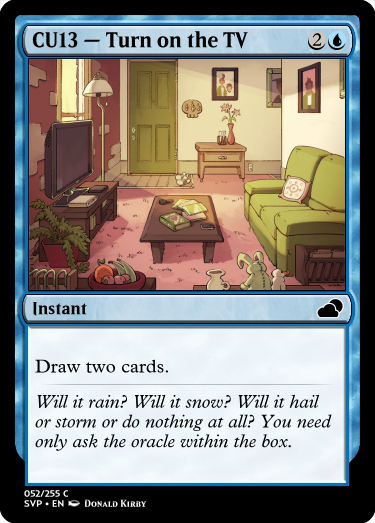 CU13 — Turn on the TV 2
Instant
Draw two cards.
Will it rain? Will it snow? Will it hail
or storm or do nothing at all? You need
only ask the oracle within the box.
052/255 C
SVP • EN Donald Kirby